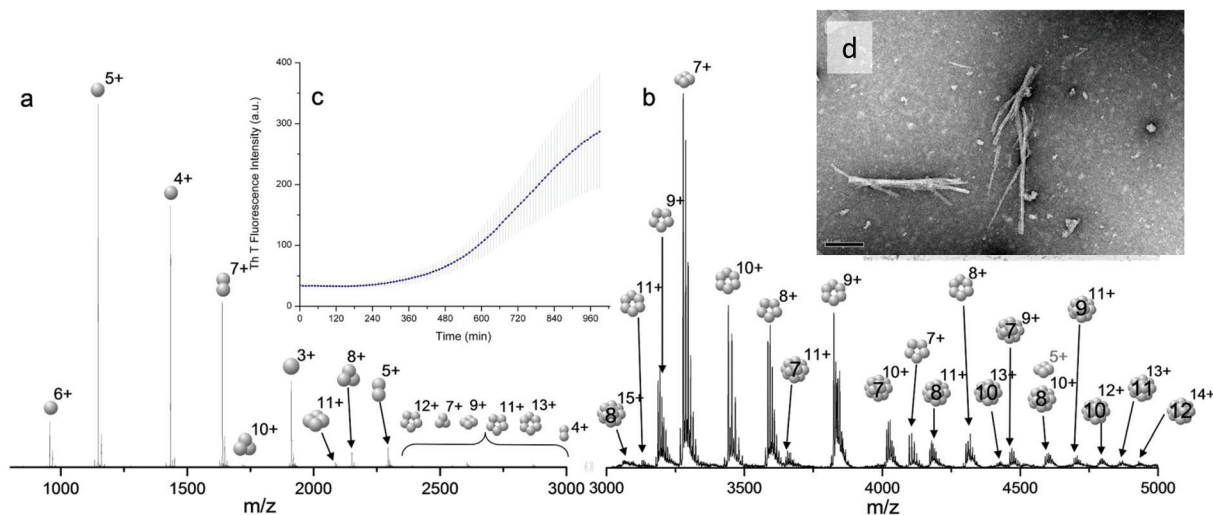 a
6+
5+
4+
7+
10+
3+
11+
8+
5+
12+ 7+ 9+ 11+ 13+ 4+
1000 1500 2000 2500 3000
m/z
c
Th T Fluorescence Intensity (a.u.)
400
300
200
100
0
0 120 240 360 480 600 720 840 960
Time (min)
b
8 15+
11+
9+
7+
10+
8+
7 11+
9+
7 10+
7+
8 11+
8+
10 13+
7 9+
5+
8 10+
9 11+
10 12+
11 13+
12 14+
3000 3500 4000 4500 5000
m/z
d